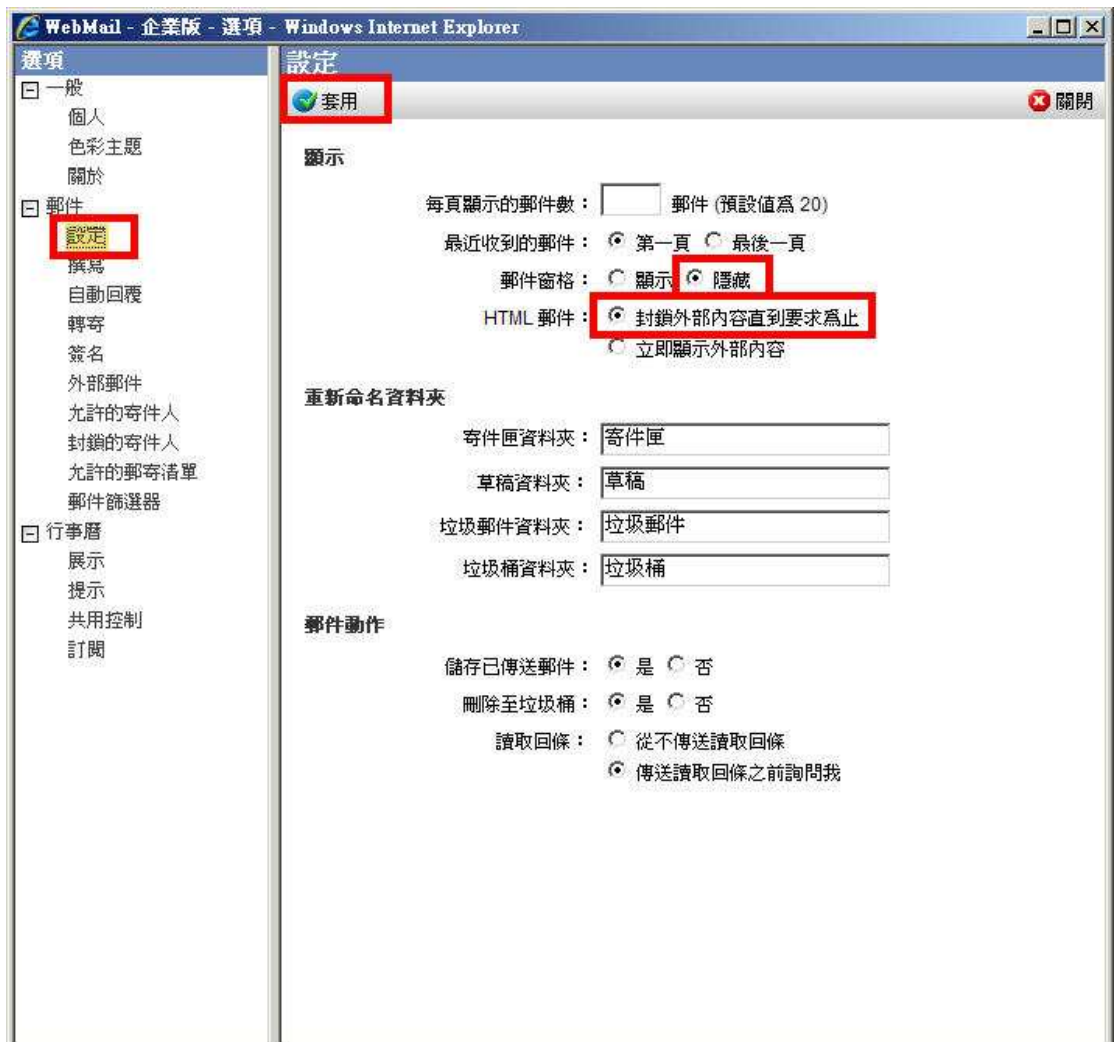 WebMail - 企業版 - 選項 - Windows Internet Explorer
選項
一般
個人
色彩主題
關於
郵件
設定
撰寫
自動回覆
轉寄
簽名
外部郵件
允許的寄件人
封鎖的寄件人
允許的郵寄清單
郵件篩選器
行事曆
展示
提示
共用控制
訂閱
設定
套用 關閉
顯示
每頁顯示的郵件數： 郵件 (預設值為 20)
最近收到的郵件： 第一頁 最後一頁
郵件窗格： 顯示 隱藏
HTML 郵件： 封鎖外部內容直到要求為止
立即顯示外部內容
重新命名資料夾
寄件匣資料夾： 寄件匣
草稿資料夾： 草稿
垃圾郵件資料夾： 垃圾郵件
垃圾桶資料夾： 垃圾桶
郵件動作
儲存已傳送郵件： 是 否
刪除至垃圾桶： 是 否
讀取回條： 從不傳送讀取回條
傳送讀取回條之前詢問我